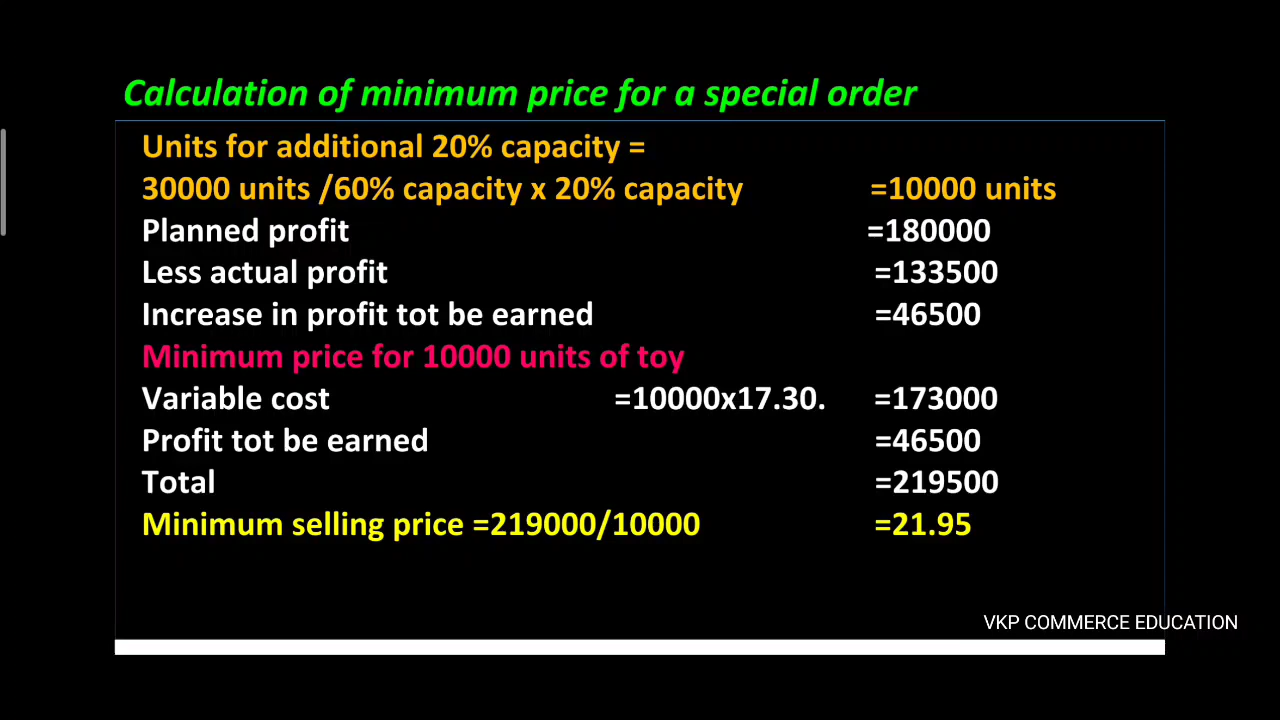 Calculation of minimum price for a special order
Units for additional 20% capacity =
30000 units /60% capacity x 20% capacity =10000 units
Planned profit =180000
Less actual profit =133500
Increase in profit tot be earned =46500
Minimum price for 10000 units of toy
Variable cost =10000x17.30. =173000
Profit tot be earned =46500
Total =219500
Minimum selling price =219000/10000 =21.95
VKP COMMERCE EDUCATION